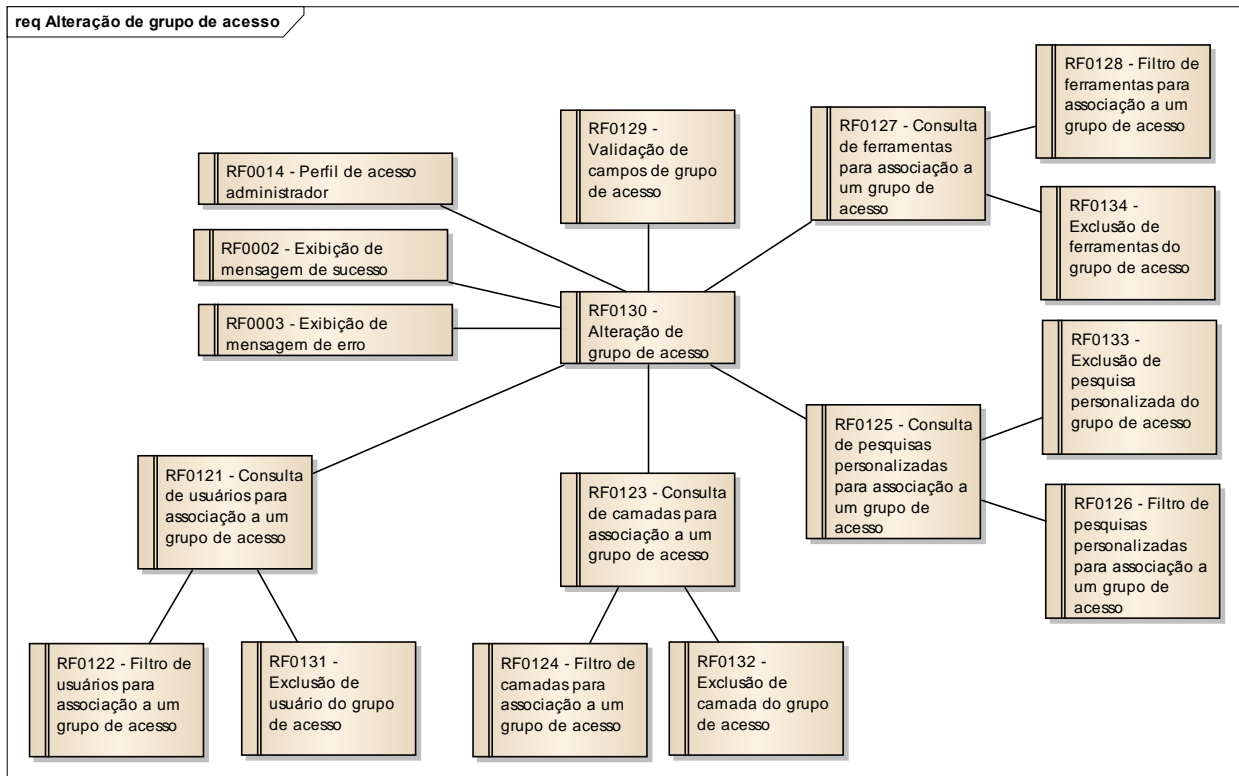 req Alteração de grupo de acesso
RF0128 - Filtro de
ferramentas para
associação a um
grupo de acesso
RF0129 -
Validação de
campos de grupo
de acesso
RF0127 - Consulta
de ferramentas
para associação a
um grupo de
acesso
RF0014 - Perfil de acesso
administrador
RF0134 -
Exclusão de
ferramentas do
grupo de acesso
RF0002 - Exibição de
mensagem de sucesso
RF0130 -
Alteração de
grupo de acesso
RF0003 - Exibição de
mensagem de erro
RF0133 -
Exclusão de
pesquisa
personalizada do
grupo de acesso
RF0125 - Consulta
de pesquisas
personalizadas
para associação a
um grupo de
acesso
RF0121 - Consulta
de usuários para
associação a um
grupo de acesso
RF0123 - Consulta
de camadas para
associação a um
grupo de acesso
RF0126 - Filtro de
pesquisas
personalizadas
para associação a
um grupo de
acesso
RF0122 - Filtro de
usuários para
associação a um
grupo de acesso
RF0131 -
Exclusão de
usuário do grupo
de acesso
RF0124 - Filtro de
camadas para
associação a um
grupo de acesso
RF0132 -
Exclusão de
camada do grupo
de acesso